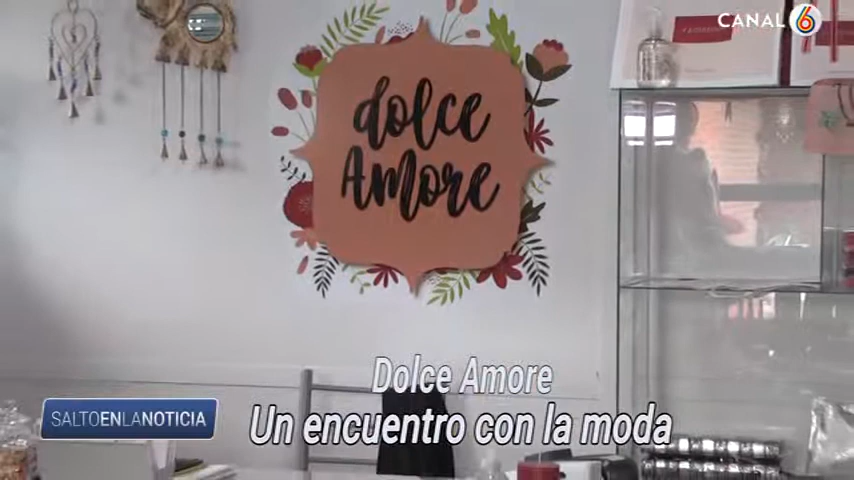 CANAL 6
dolce
Amore
Dolce Amore
SALTOENLANOTICIA
Un encuentro con la moda